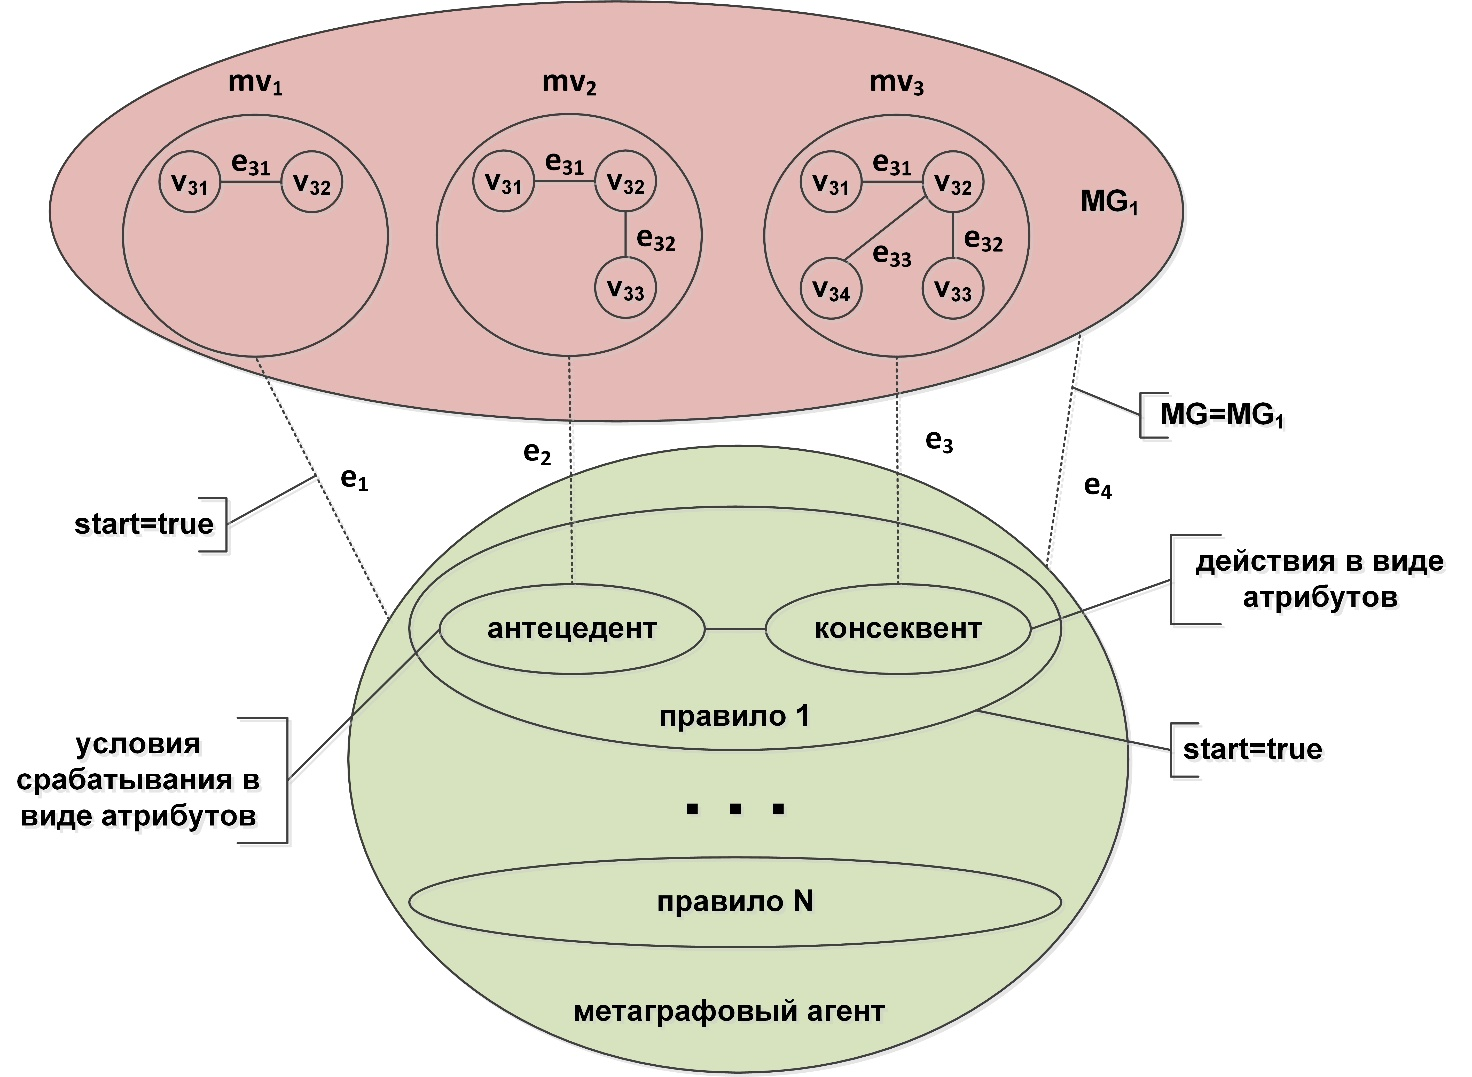 mv₁
mv₂
mv₃
e₃₁
v₃₁
v₃₂
e₃₁
v₃₁
v₃₂
e₃₂
v₃₃
e₃₁
v₃₁
v₃₂
e₃₃
e₃₂
v₃₄
v₃₃
MG₁
MG=MG₁
e₁
e₂
e₃
e₄
start=true
действия в виде
атрибутов
антецедент
консеквент
правило 1
start=true
условия
срабатывания в
виде атрибутов
. . .
правило N
метаграфовый агент